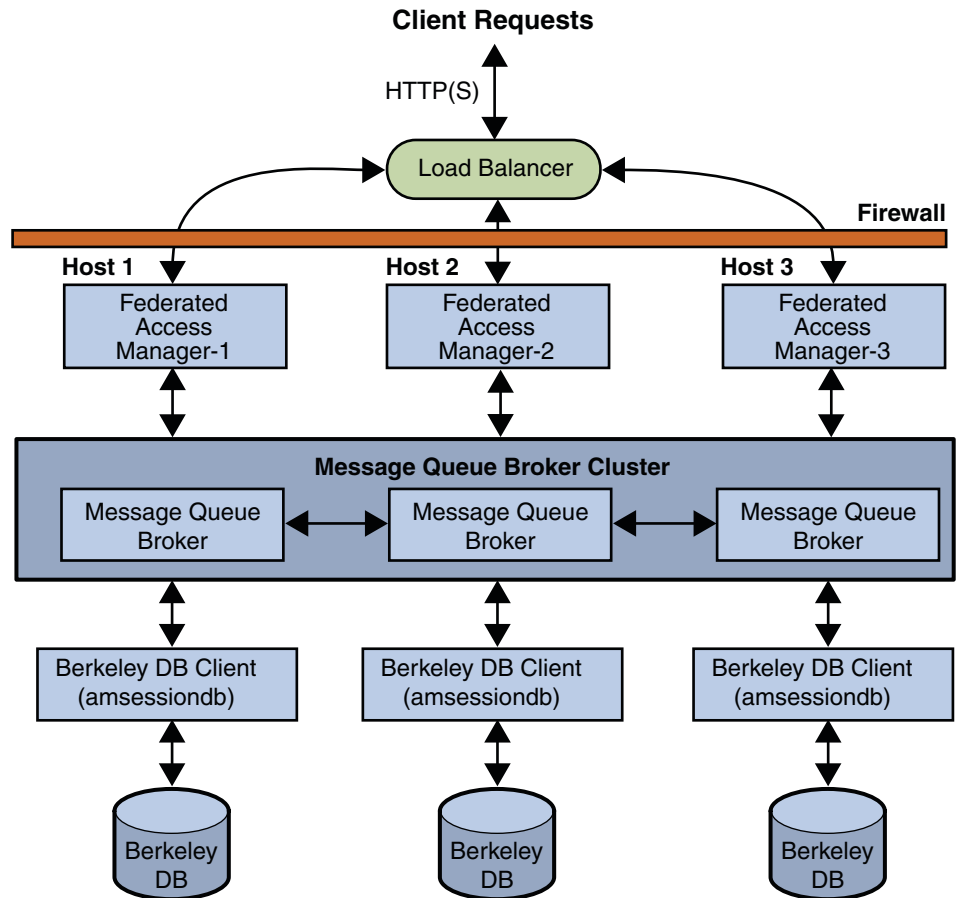 Client Requests
HTTP(S)
Load Balancer
Firewall
Host 1
Host 2
Host 3
Federated
Access
Manager-1
Federated
Access
Manager-2
Federated
Access
Manager-3
Message Queue Broker Cluster
Message Queue
Broker
Message Queue
Broker
Message Queue
Broker
Berkeley DB Client
(amsessiondb)
Berkeley DB Client
(amsessiondb)
Berkeley DB Client
(amsessiondb)
Berkeley
DB
Berkeley
DB
Berkeley
DB